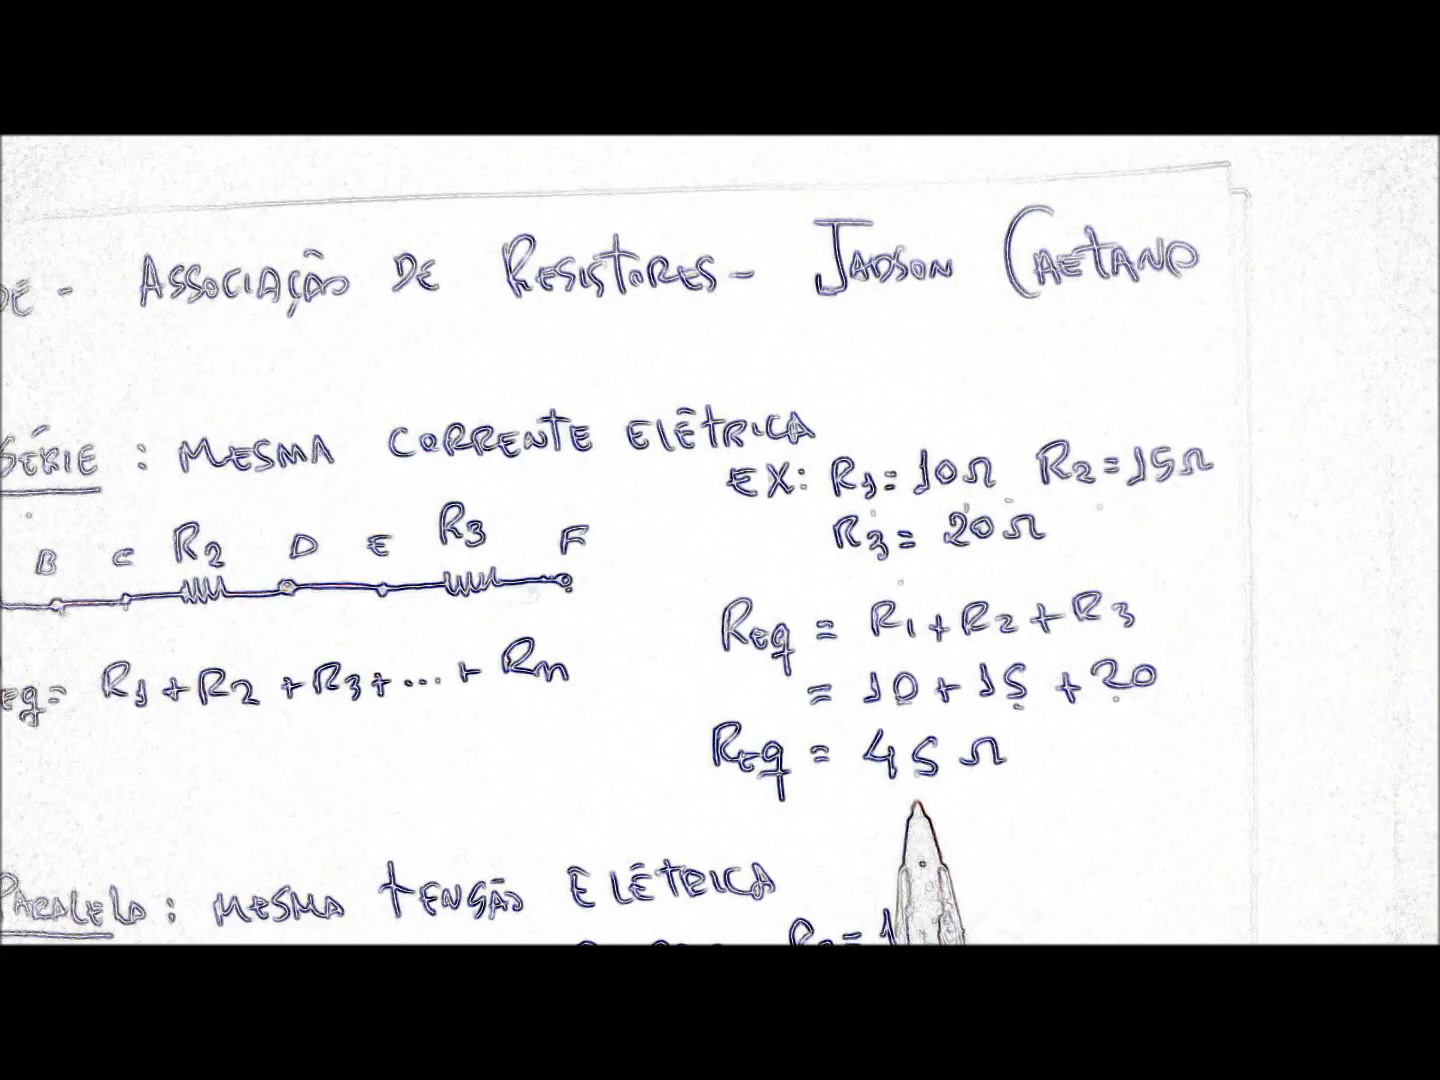 DE - ASSOCIAÇÃO DE RESISTORES - JADSON CAETANO
SÉRIE : MESMA CORRENTE ELÉTRICA
EX: R1 = 10Ω R2 = 15Ω
R3 = 20Ω
B C R2 D E R3 F
Req = R1 + R2 + R3
eq = R1 + R2 + R3 + ... + Rn
= 10 + 15 + 20
Req = 45 Ω
PARALELO : MESMA TENSÃO ELÉTRICA